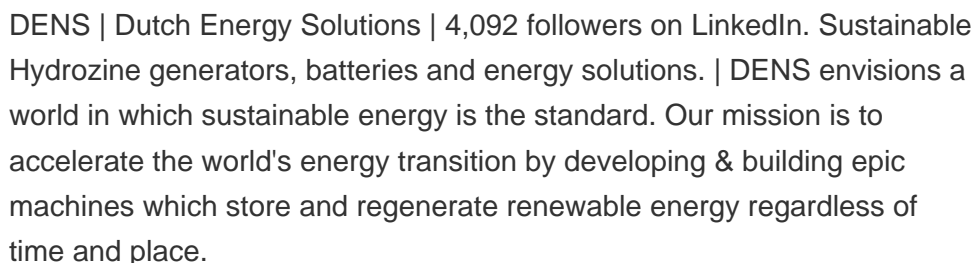 DENS | Dutch Energy Solutions | 4,092 followers on LinkedIn. Sustainable
Hydrozine generators, batteries and energy solutions. | DENS envisions a
world in which sustainable energy is the standard. Our mission is to
accelerate the world's energy transition by developing & building epic
machines which store and regenerate renewable energy regardless of
time and place.